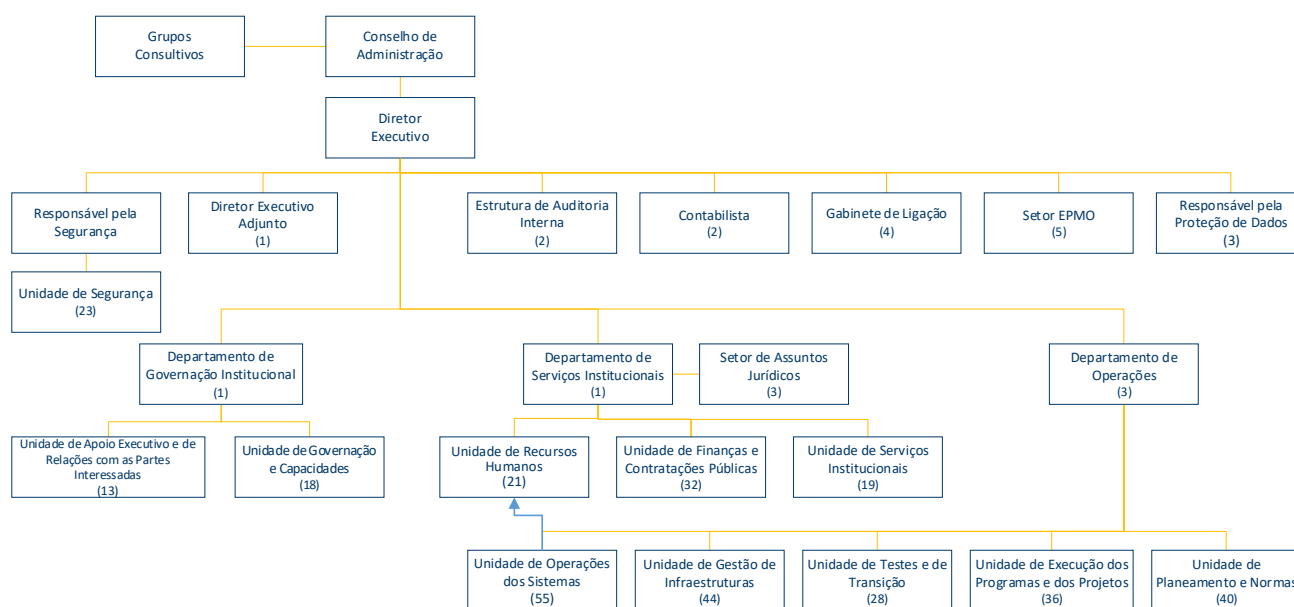 Grupos
Consultivos
Conselho de
Administração
Diretor
Executivo
Responsável pela
Segurança
Diretor Executivo
Adjunto
(1)
Estrutura de Auditoria
Interna
(2)
Contabilista
(2)
Gabinete de Ligação
(4)
Setor EPMO
(5)
Responsável pela
Proteção de Dados
(3)
Unidade de Segurança
(23)
Departamento de
Governação Institucional
(1)
Departamento de
Serviços Institucionais
(1)
Setor de Assuntos
Jurídicos
(3)
Departamento de
Operações
(3)
Unidade de Apoio Executivo e de
Relações com as Partes
Interessadas
(13)
Unidade de Governação
e Capacidades
(18)
Unidade de Recursos
Humanos
(21)
Unidade de Finanças e
Contratações Públicas
(32)
Unidade de Serviços
Institucionais
(19)
Unidade de Operações
dos Sistemas
(55)
Unidade de Gestão de
Infraestruturas
(44)
Unidade de Testes e de
Transição
(28)
Unidade de Execução dos
Programas e dos Projetos
(36)
Unidade de
Planeamento e Normas
(40)